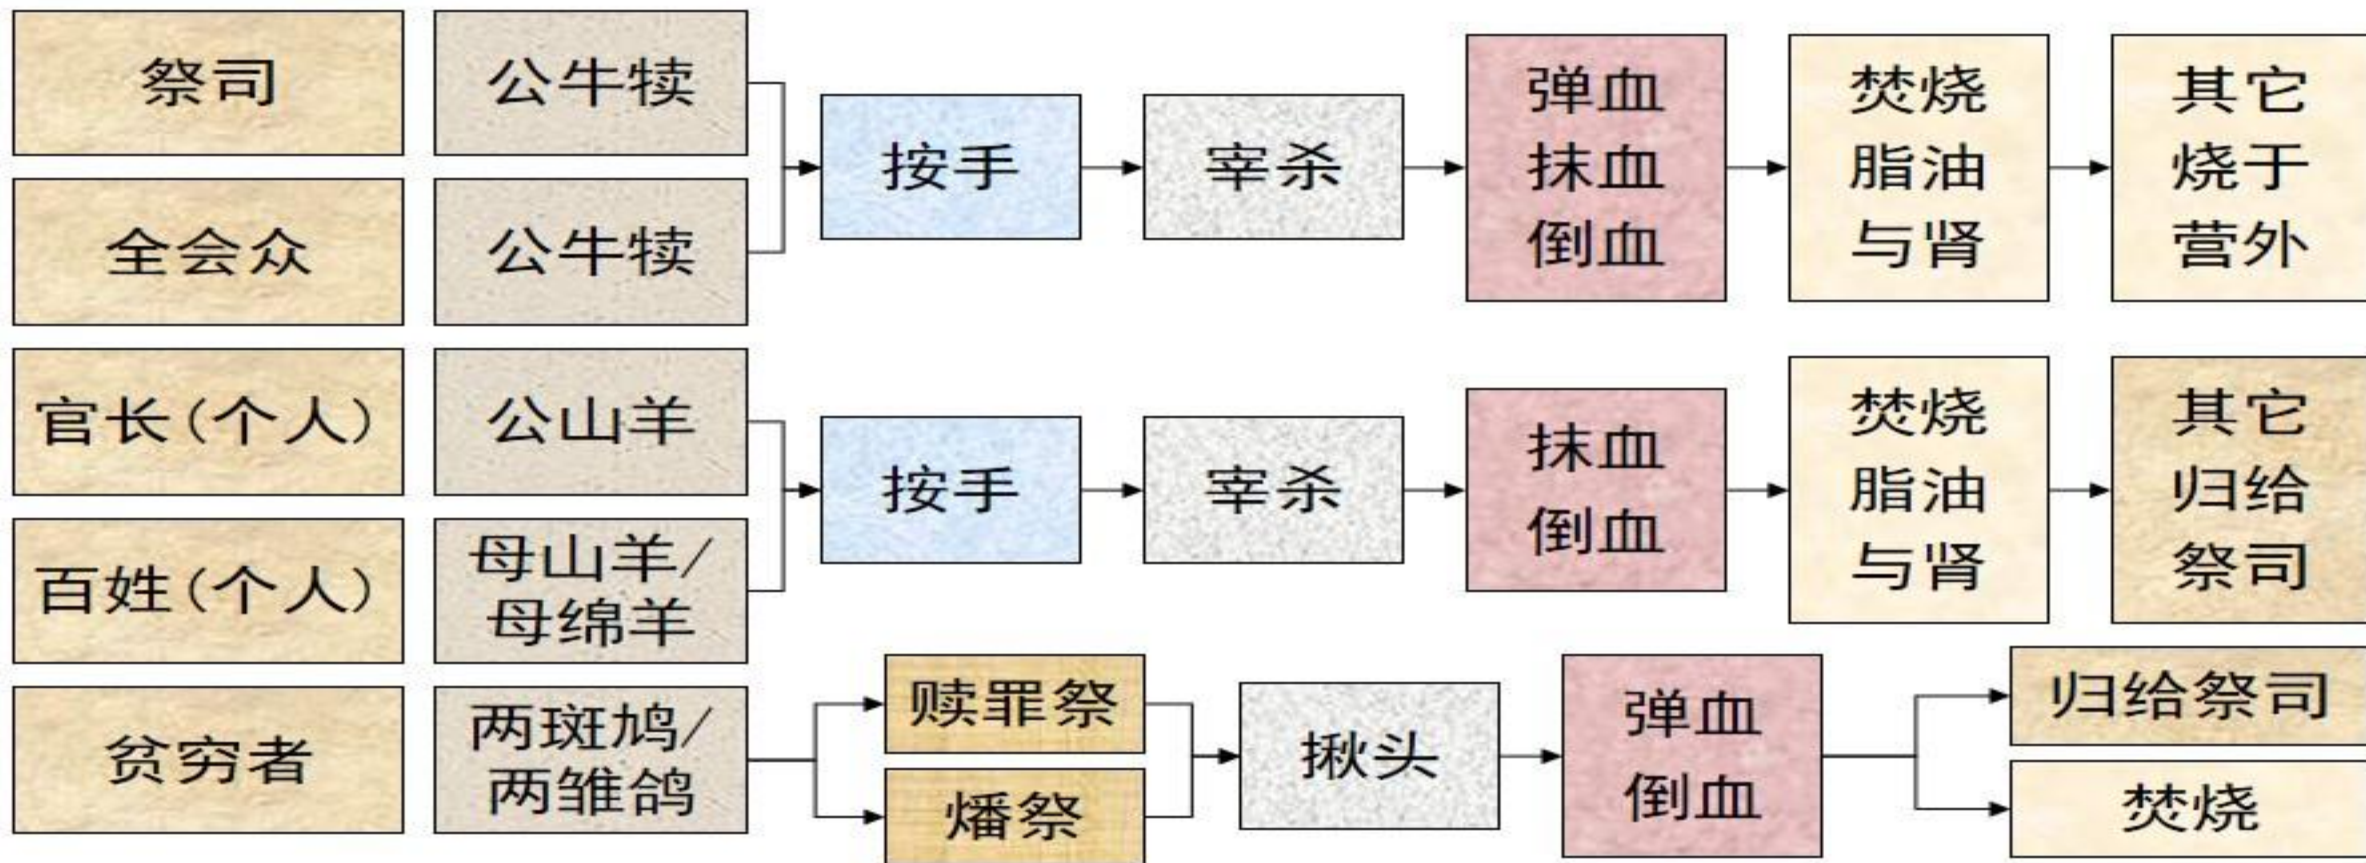 祭司
公牛犊
全会众
公牛犊
按手
宰杀
弹血
抹血
倒血
焚烧
脂油
与肾
其它
烧于
营外
官长(个人)
公山羊
百姓(个人)
母山羊/
母绵羊
按手
宰杀
抹血
倒血
焚烧
脂油
与肾
其它
归给
祭司
贫穷者
两斑鸠/
两雏鸽
赎罪祭
燔祭
揪头
弹血
倒血
归给祭司
焚烧